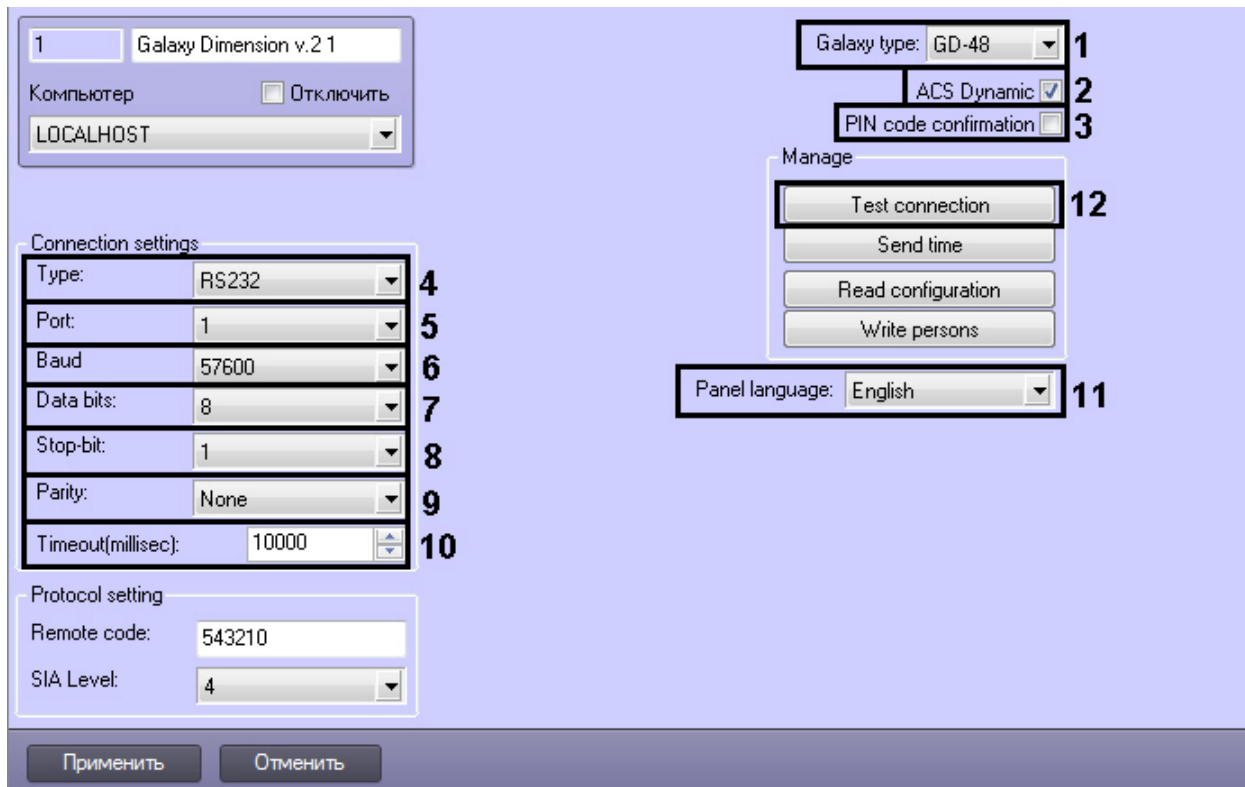 1 Galaxy Dimension v.2 1
Компьютер Отключить
LOCALHOST
Galaxy type: GD-48 1
ACS Dynamic 2
PIN code confirmation 3
Manage
Test connection 12
Send time
Read configuration
Write persons
Connection settings
Type: RS232 4
Port: 1 5
Baud 57600 6
Data bits: 8 7
Stop-bit: 1 8
Parity: None 9
Timeout(millisec): 10000 10
Panel language: English 11
Protocol setting
Remote code: 543210
SIA Level: 4
Применить Отменить